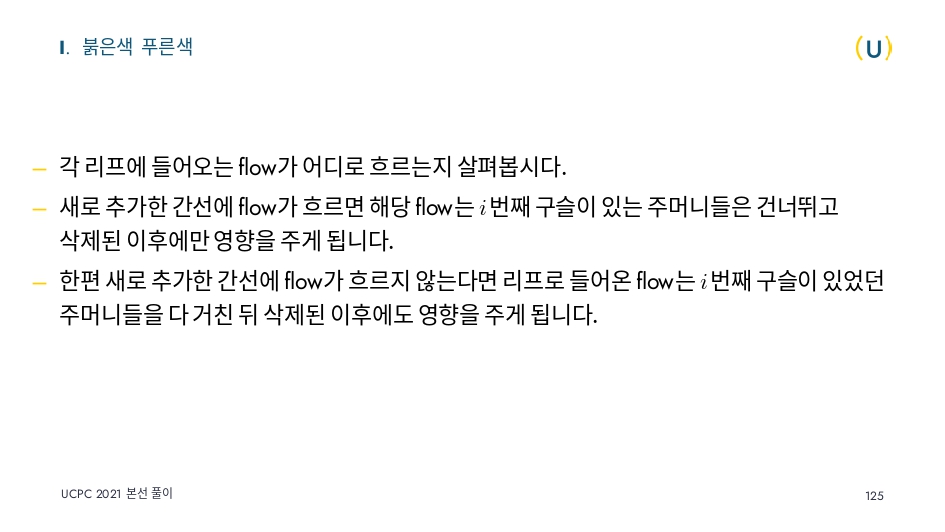 I. 붉은색 푸른색
(U)
– 각 리프에 들어오는 flow가 어디로 흐르는지 살펴봅시다.
– 새로 추가한 간선에 flow가 흐르면 해당 flow는 i번째 구슬이 있는 주머니들은 건너뛰고
삭제된 이후에만 영향을 주게 됩니다.
– 한편 새로 추가한 간선에 flow가 흐르지 않는다면 리프로 들어온 flow는 i번째 구슬이 있었던
주머니들을 다 거친 뒤 삭제된 이후에도 영향을 주게 됩니다.
UCPC 2021 본선 풀이
125